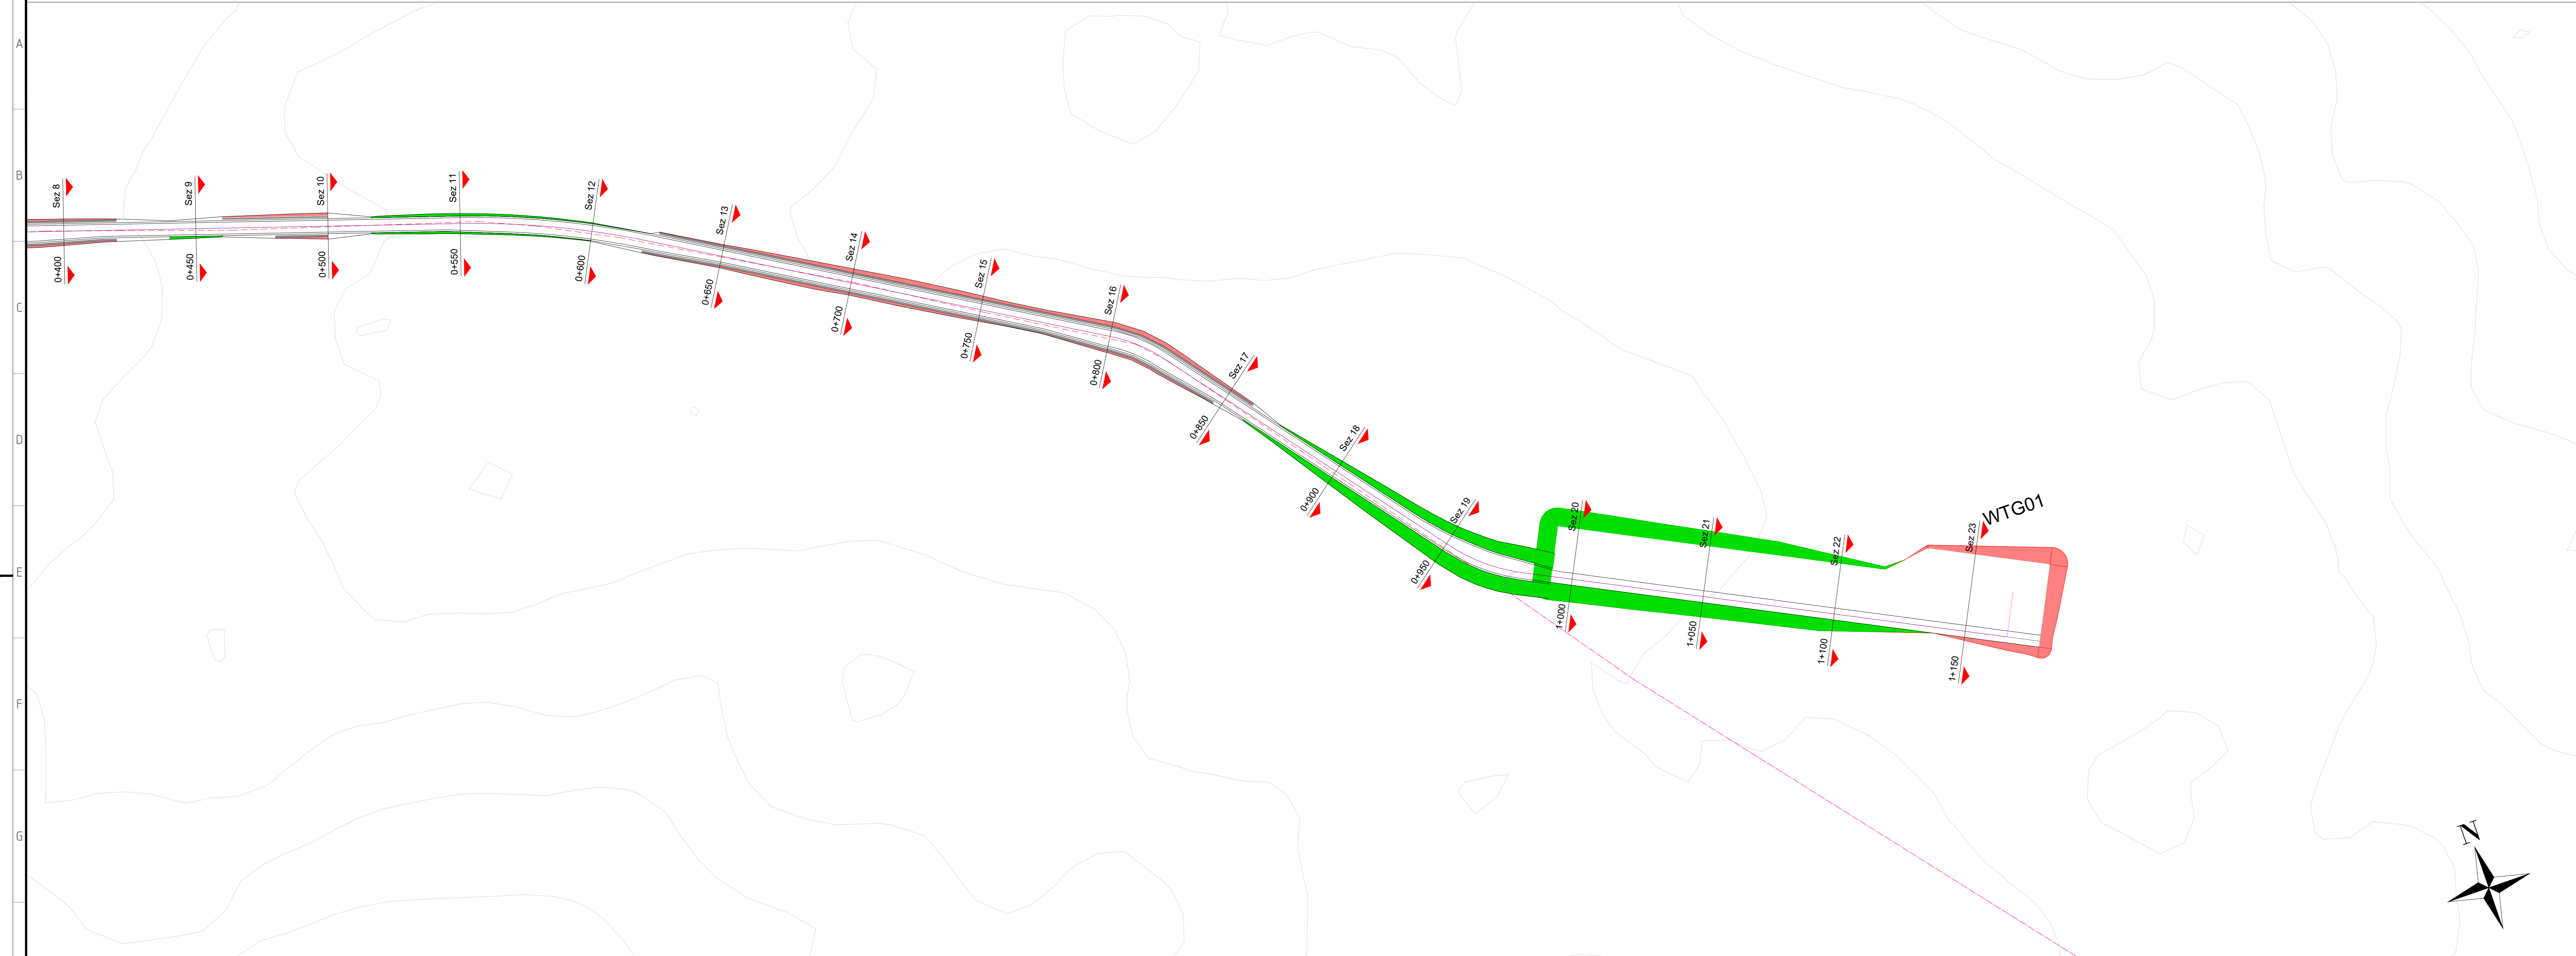 A
B
C
D
E
F
G
Sez 8
Sez 9
Sez 10
Sez 11
Sez 12
Sez 13
Sez 14
Sez 15
Sez 16
Sez 17
Sez 18
Sez 19
Sez 20
Sez 21
Sez 22
Sez 23
WTG01
0+400
0+450
0+500
0+550
0+600
0+650
0+700
0+750
0+800
0+850
0+900
0+950
1+000
1+050
1+100
1+150
N